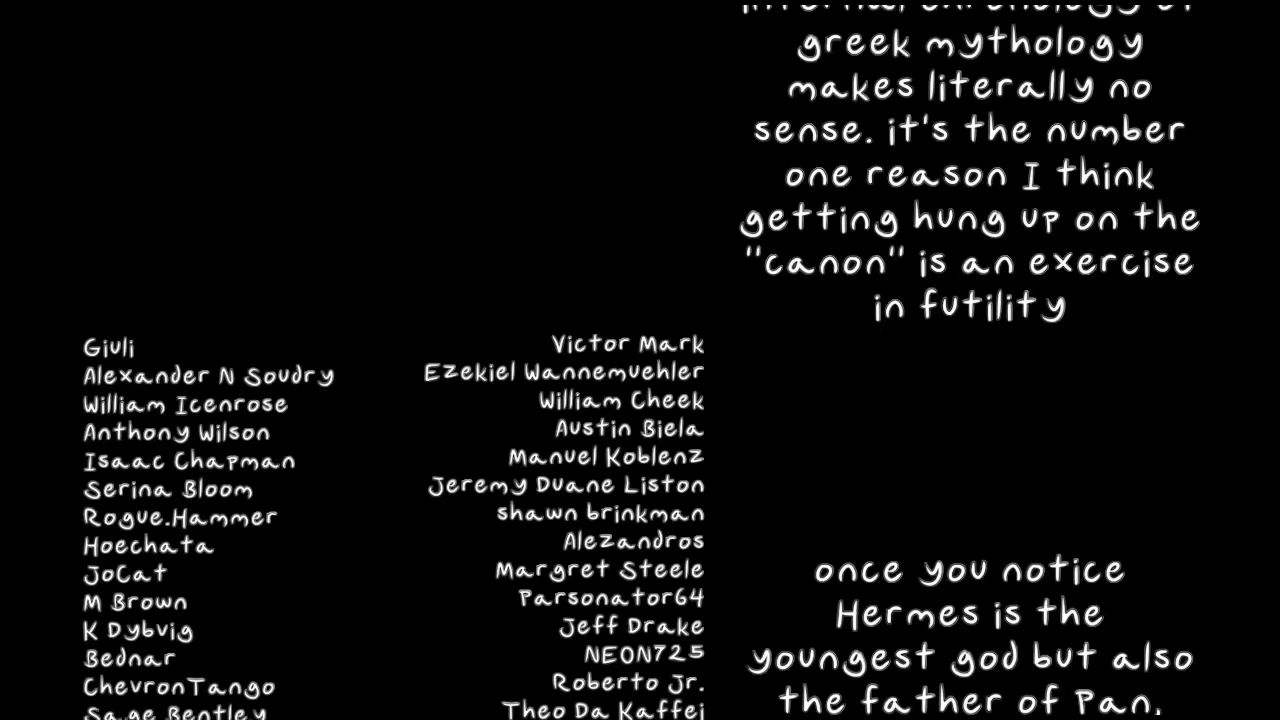 greek mythology
makes literally no
sense. it's the number
one reason I think
getting hung up on the
"canon" is an exercise
in futility
Giuli
Alexander N Soudry
William Icenrose
Anthony Wilson
Isaac Chapman
Serina Bloom
Rogue.Hammer
Hoechata
JoCat
M Brown
K Dybvig
Bednar
ChevronTango
Sage Bentley
Victor Mark
Ezekiel Wannemuehler
William Cheek
Austin Biela
Manuel Koblenz
Jeremy Duane Liston
shawn brinkman
Alezandros
Margret Steele
Parsonator64
Jeff Drake
NEON725
Roberto Jr.
Theo Da Kaffei
once you notice
Hermes is the
youngest god but also
the father of Pan.